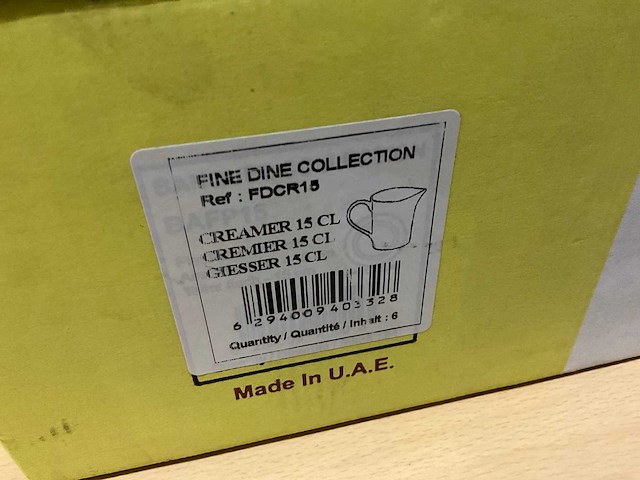 FINE DINE COLLECTION
Ref : FDCR15
CREAMER 15 CL
CREMIER 15 CL
GIESSER 15 CL
6 294009 403328
Quantity / Quantité / Inhalt : 6
Made In U.A.E.